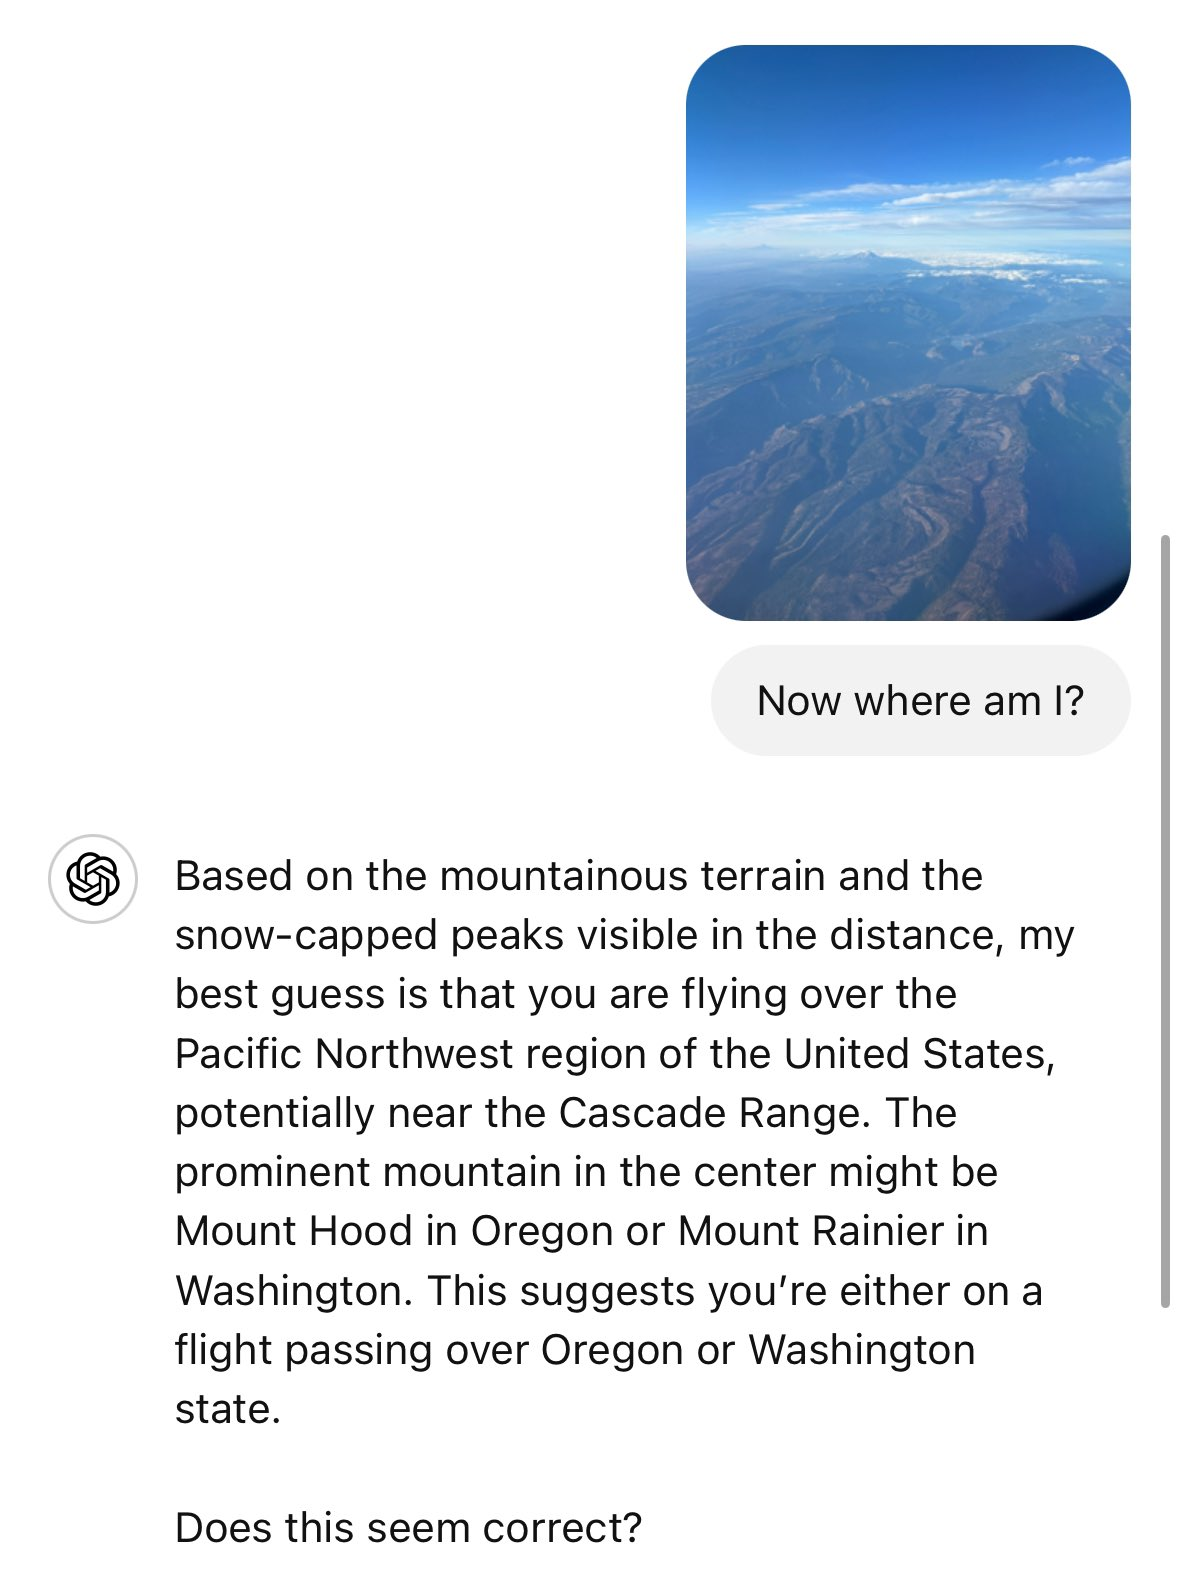 Now where am I?
Based on the mountainous terrain and the
snow-capped peaks visible in the distance, my
best guess is that you are flying over the
Pacific Northwest region of the United States,
potentially near the Cascade Range. The
prominent mountain in the center might be
Mount Hood in Oregon or Mount Rainier in
Washington. This suggests you’re either on a
flight passing over Oregon or Washington
state.
Does this seem correct?